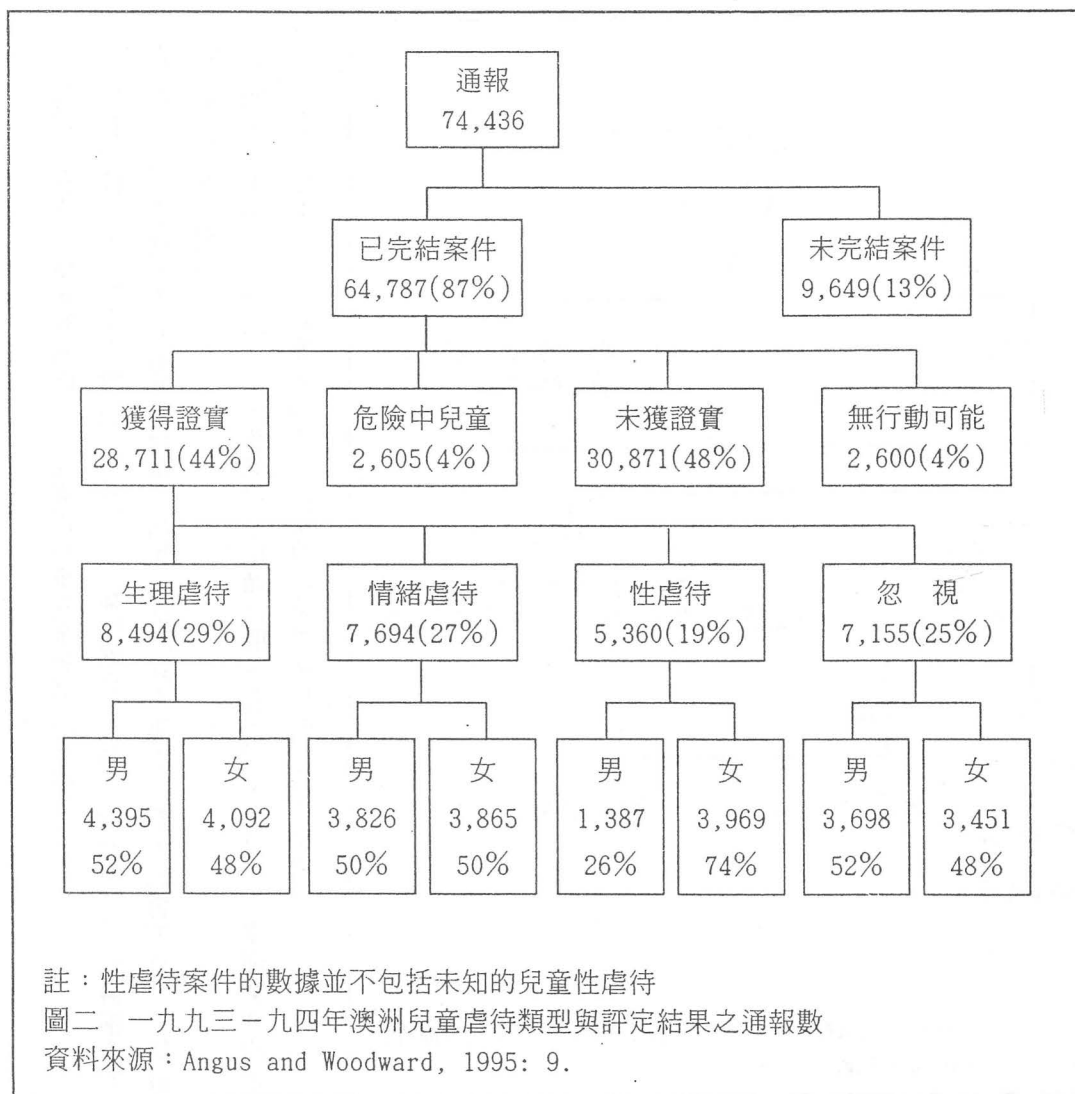 通報
74,436
已完結案件
64,787(87%)
未完結案件
9,649(13%)
獲得證實
28,711(44%)
危險中兒童
2,605(4%)
未獲證實
30,871(48%)
無行動可能
2,600(4%)
生理虐待
8,494(29%)
情緒虐待
7,694(27%)
性虐待
5,360(19%)
忽　視
7,155(25%)
男
4,395
52%
女
4,092
48%
男
3,826
50%
女
3,865
50%
男
1,387
26%
女
3,969
74%
男
3,698
52%
女
3,451
48%
註：性虐待案件的數據並不包括未知的兒童性虐待
圖二　一九九三－九四年澳洲兒童虐待類型與評定結果之通報數
資料來源：Angus and Woodward, 1995: 9.